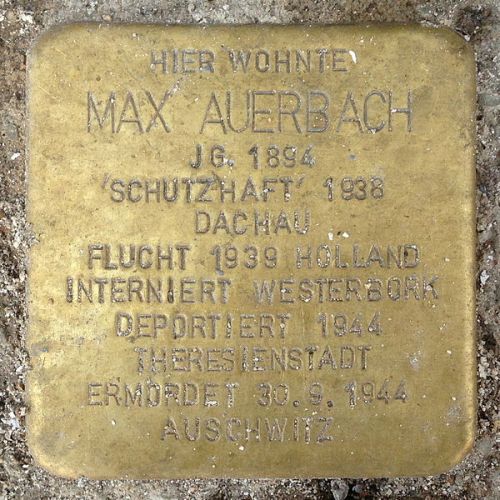 HIER WOHNTE
MAX AUERBACH
JG. 1894
'SCHUTZHAFT' 1938
DACHAU
FLUCHT 1939 HOLLAND
INTERNIERT WESTERBORK
DEPORTIERT 1944
THERESIENSTADT
ERMORDET 30.9.1944
AUSCHWITZ